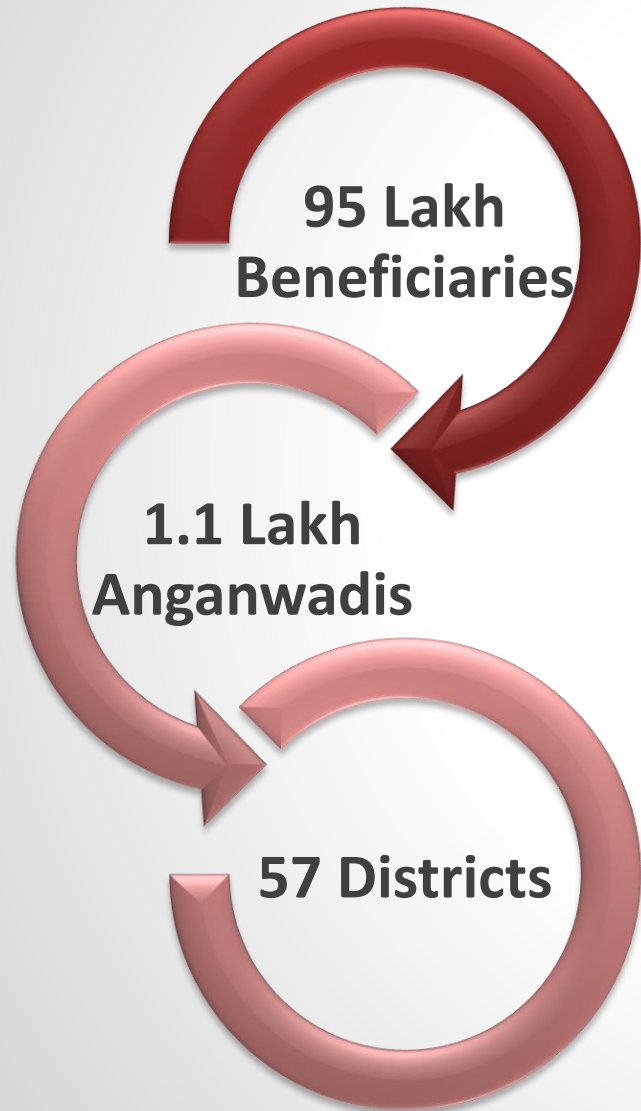 95 Lakh
Beneficiaries
1.1 Lakh
Anganwadis
57 Districts